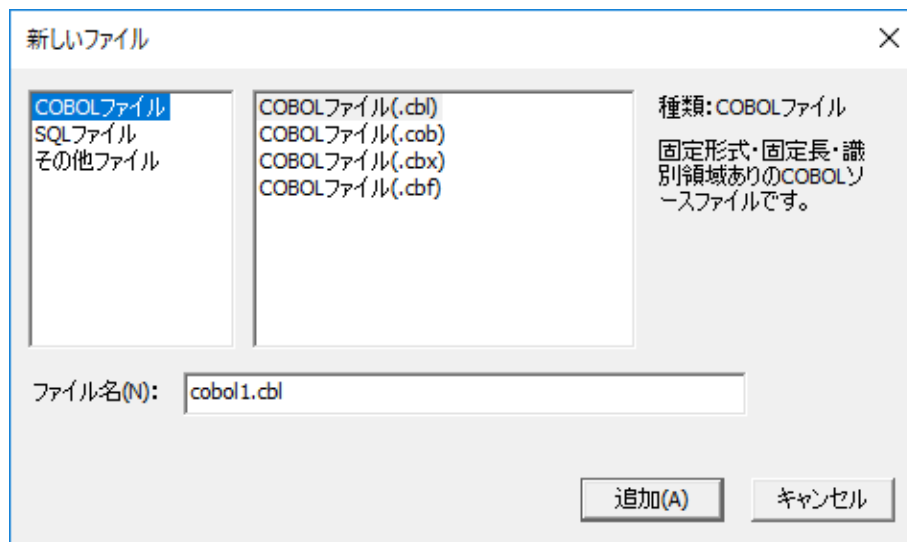 新しいファイル
COBOLファイル
SQLファイル
その他ファイル
COBOLファイル(.cbl)
COBOLファイル(.cob)
COBOLファイル(.cbx)
COBOLファイル(.cbf)
種類:COBOLファイル
固定形式・固定長・識
別領域ありのCOBOLソ
ースファイルです。
ファイル名(N):
cobol1.cbl
追加(A)
キャンセル